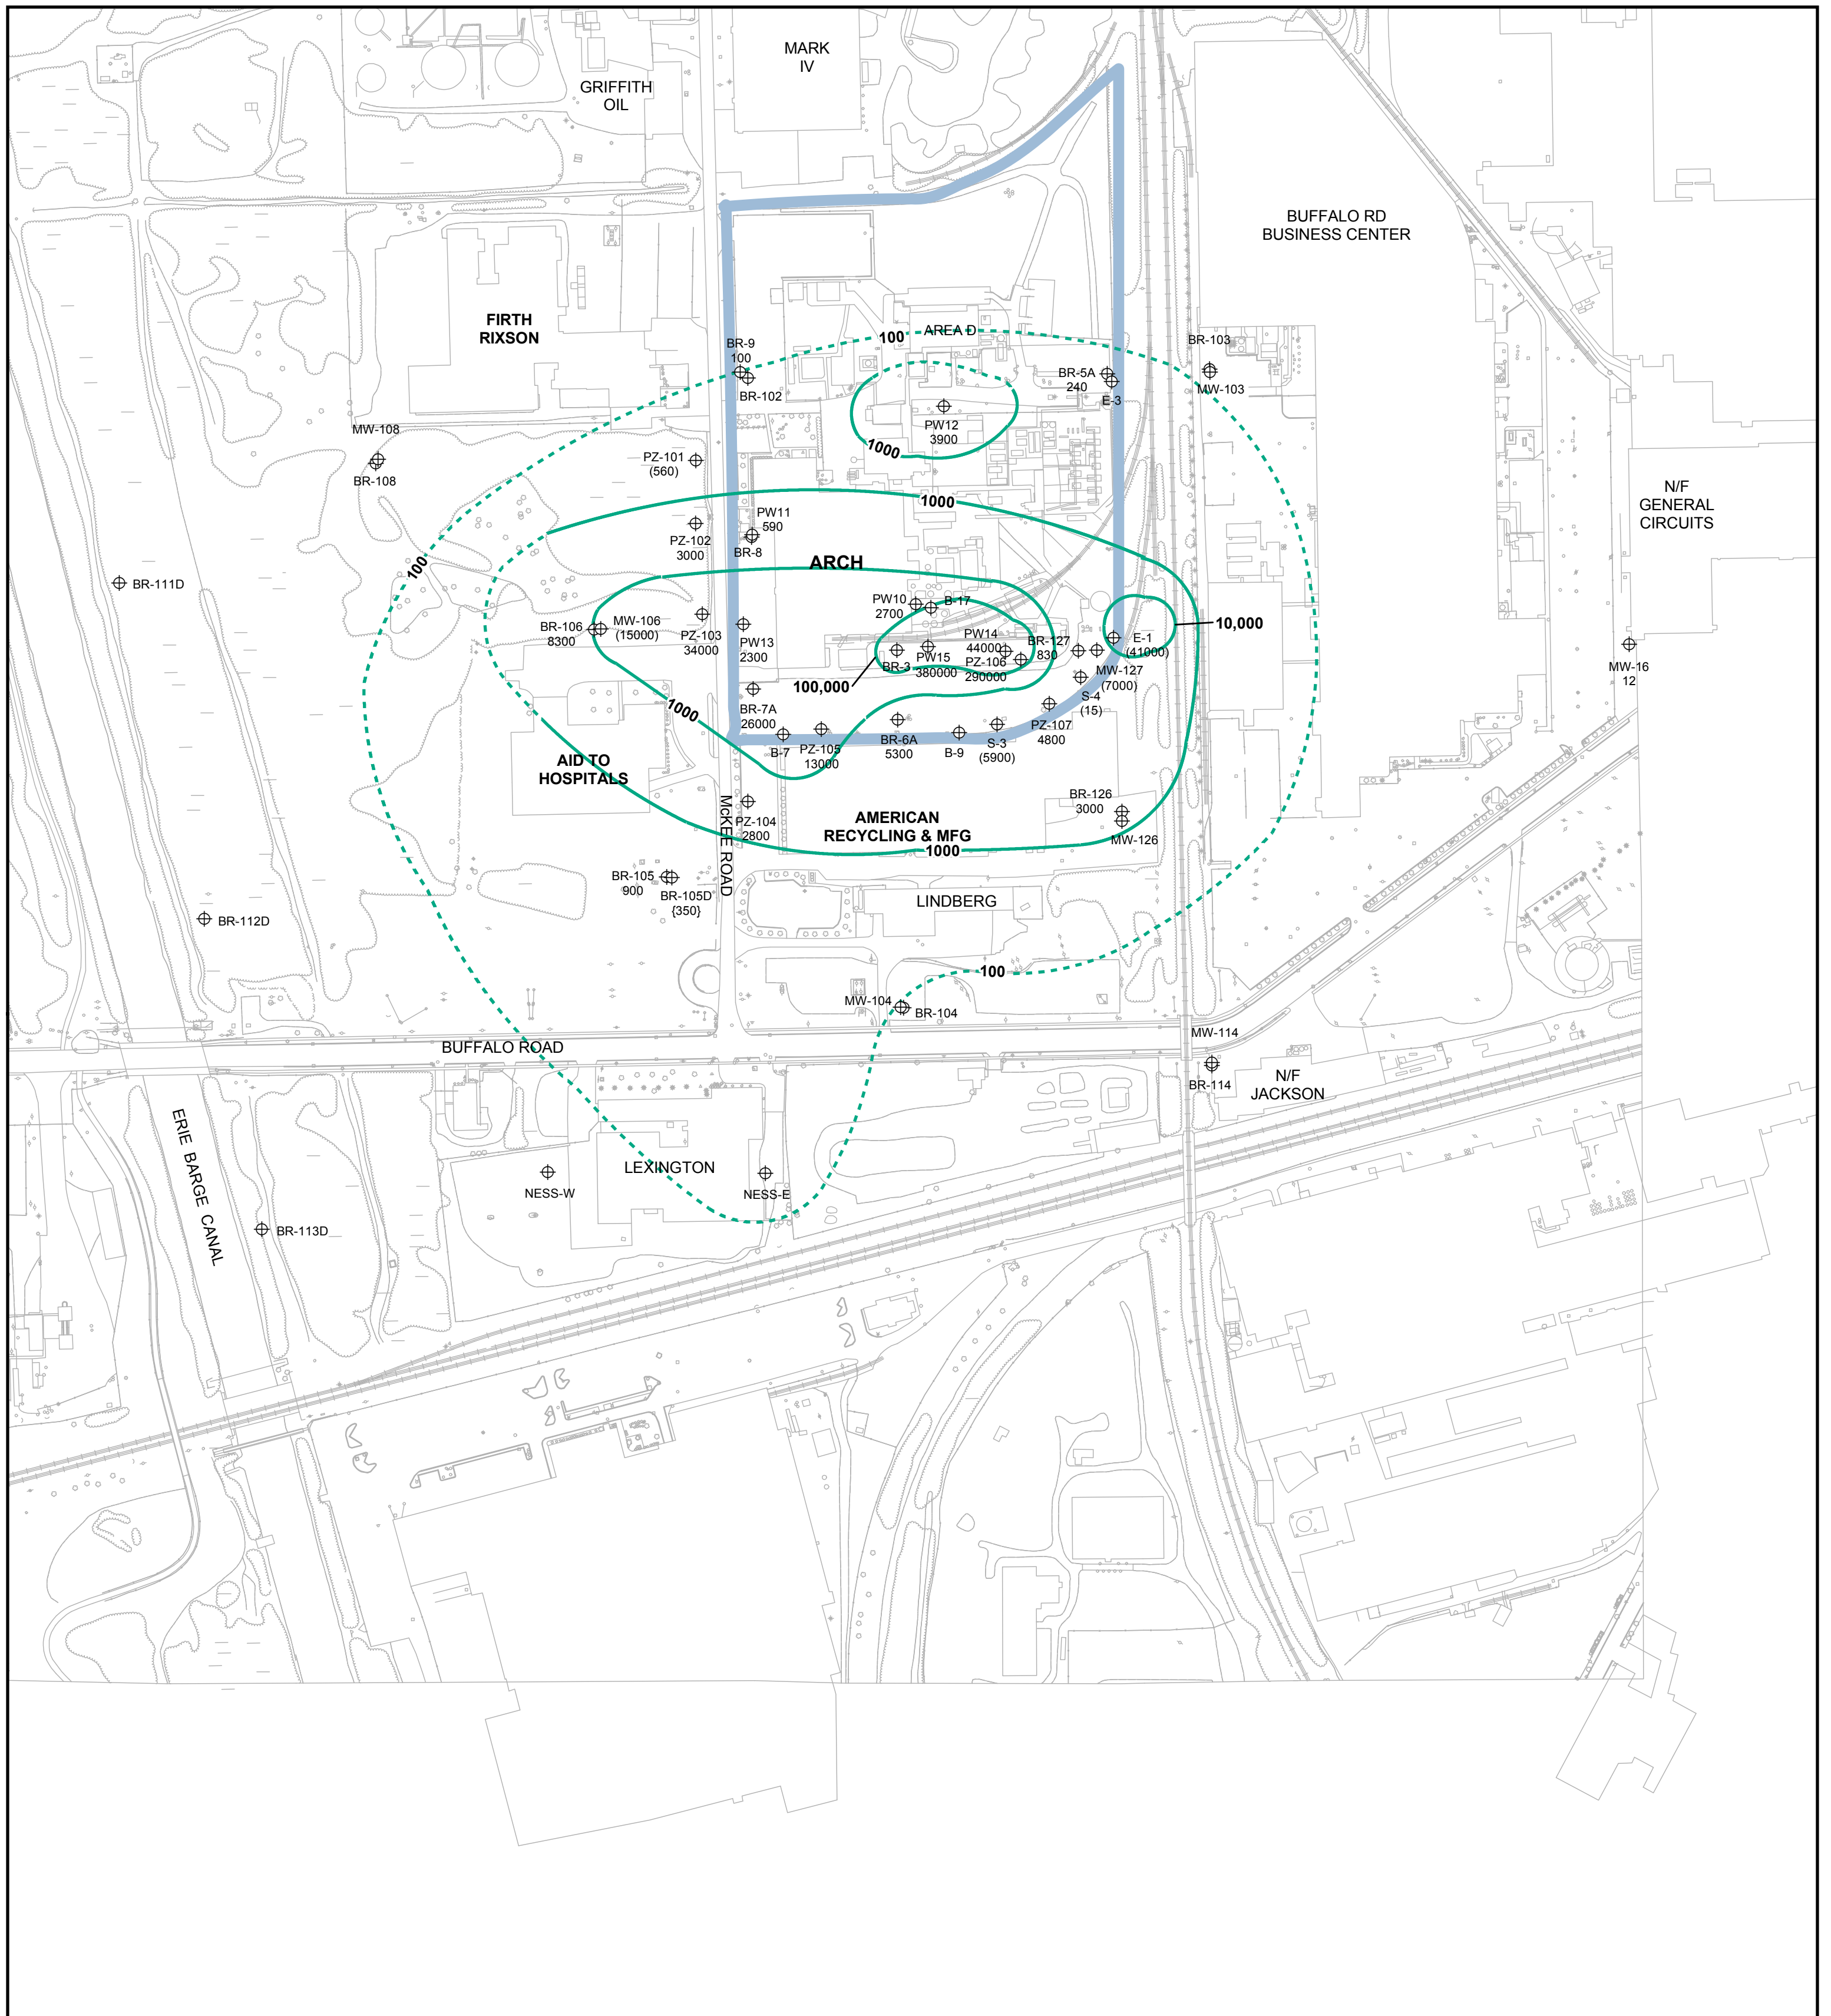 MARK
IV
GRIFFITH
OIL
BUFFALO RD
BUSINESS CENTER
FIRTH
RIXSON
100
AREA D
BR-9
100
BR-102
BR-5A
240
E-3
BR-103
MW-103
PW12
3900
1000
MW-108
BR-108
PZ-101
(560)
N/F
GENERAL
CIRCUITS
1000
PW11
590
BR-8
PZ-102
3000
ARCH
100
BR-111D
PW10
2700
B-17
BR-106
8300
MW-106
(15000)
PZ-103
34000
PW13
2300
PW14
44000
BR-127
830
E-1
(41000)
10,000
BR-3
PW15
380000
PZ-106
290000
MW-127
(7000)
MW-16
12
100,000
S-4
(15)
1000
BR-7A
26000
PZ-107
4800
B-7
PZ-105
13000
BR-6A
5300
B-9
S-3
(5900)
AID TO
HOSPITALS
McKEE ROAD
PZ-104
2800
AMERICAN
RECYCLING & MFG
1000
BR-126
3000
MW-126
BR-105
900
BR-105D
{350}
LINDBERG
BR-112D
100
MW-104
BR-104
MW-114
BR-114
BUFFALO ROAD
N/F
JACKSON
ERIE BARGE CANAL
LEXINGTON
NESS-W
NESS-E
BR-113D